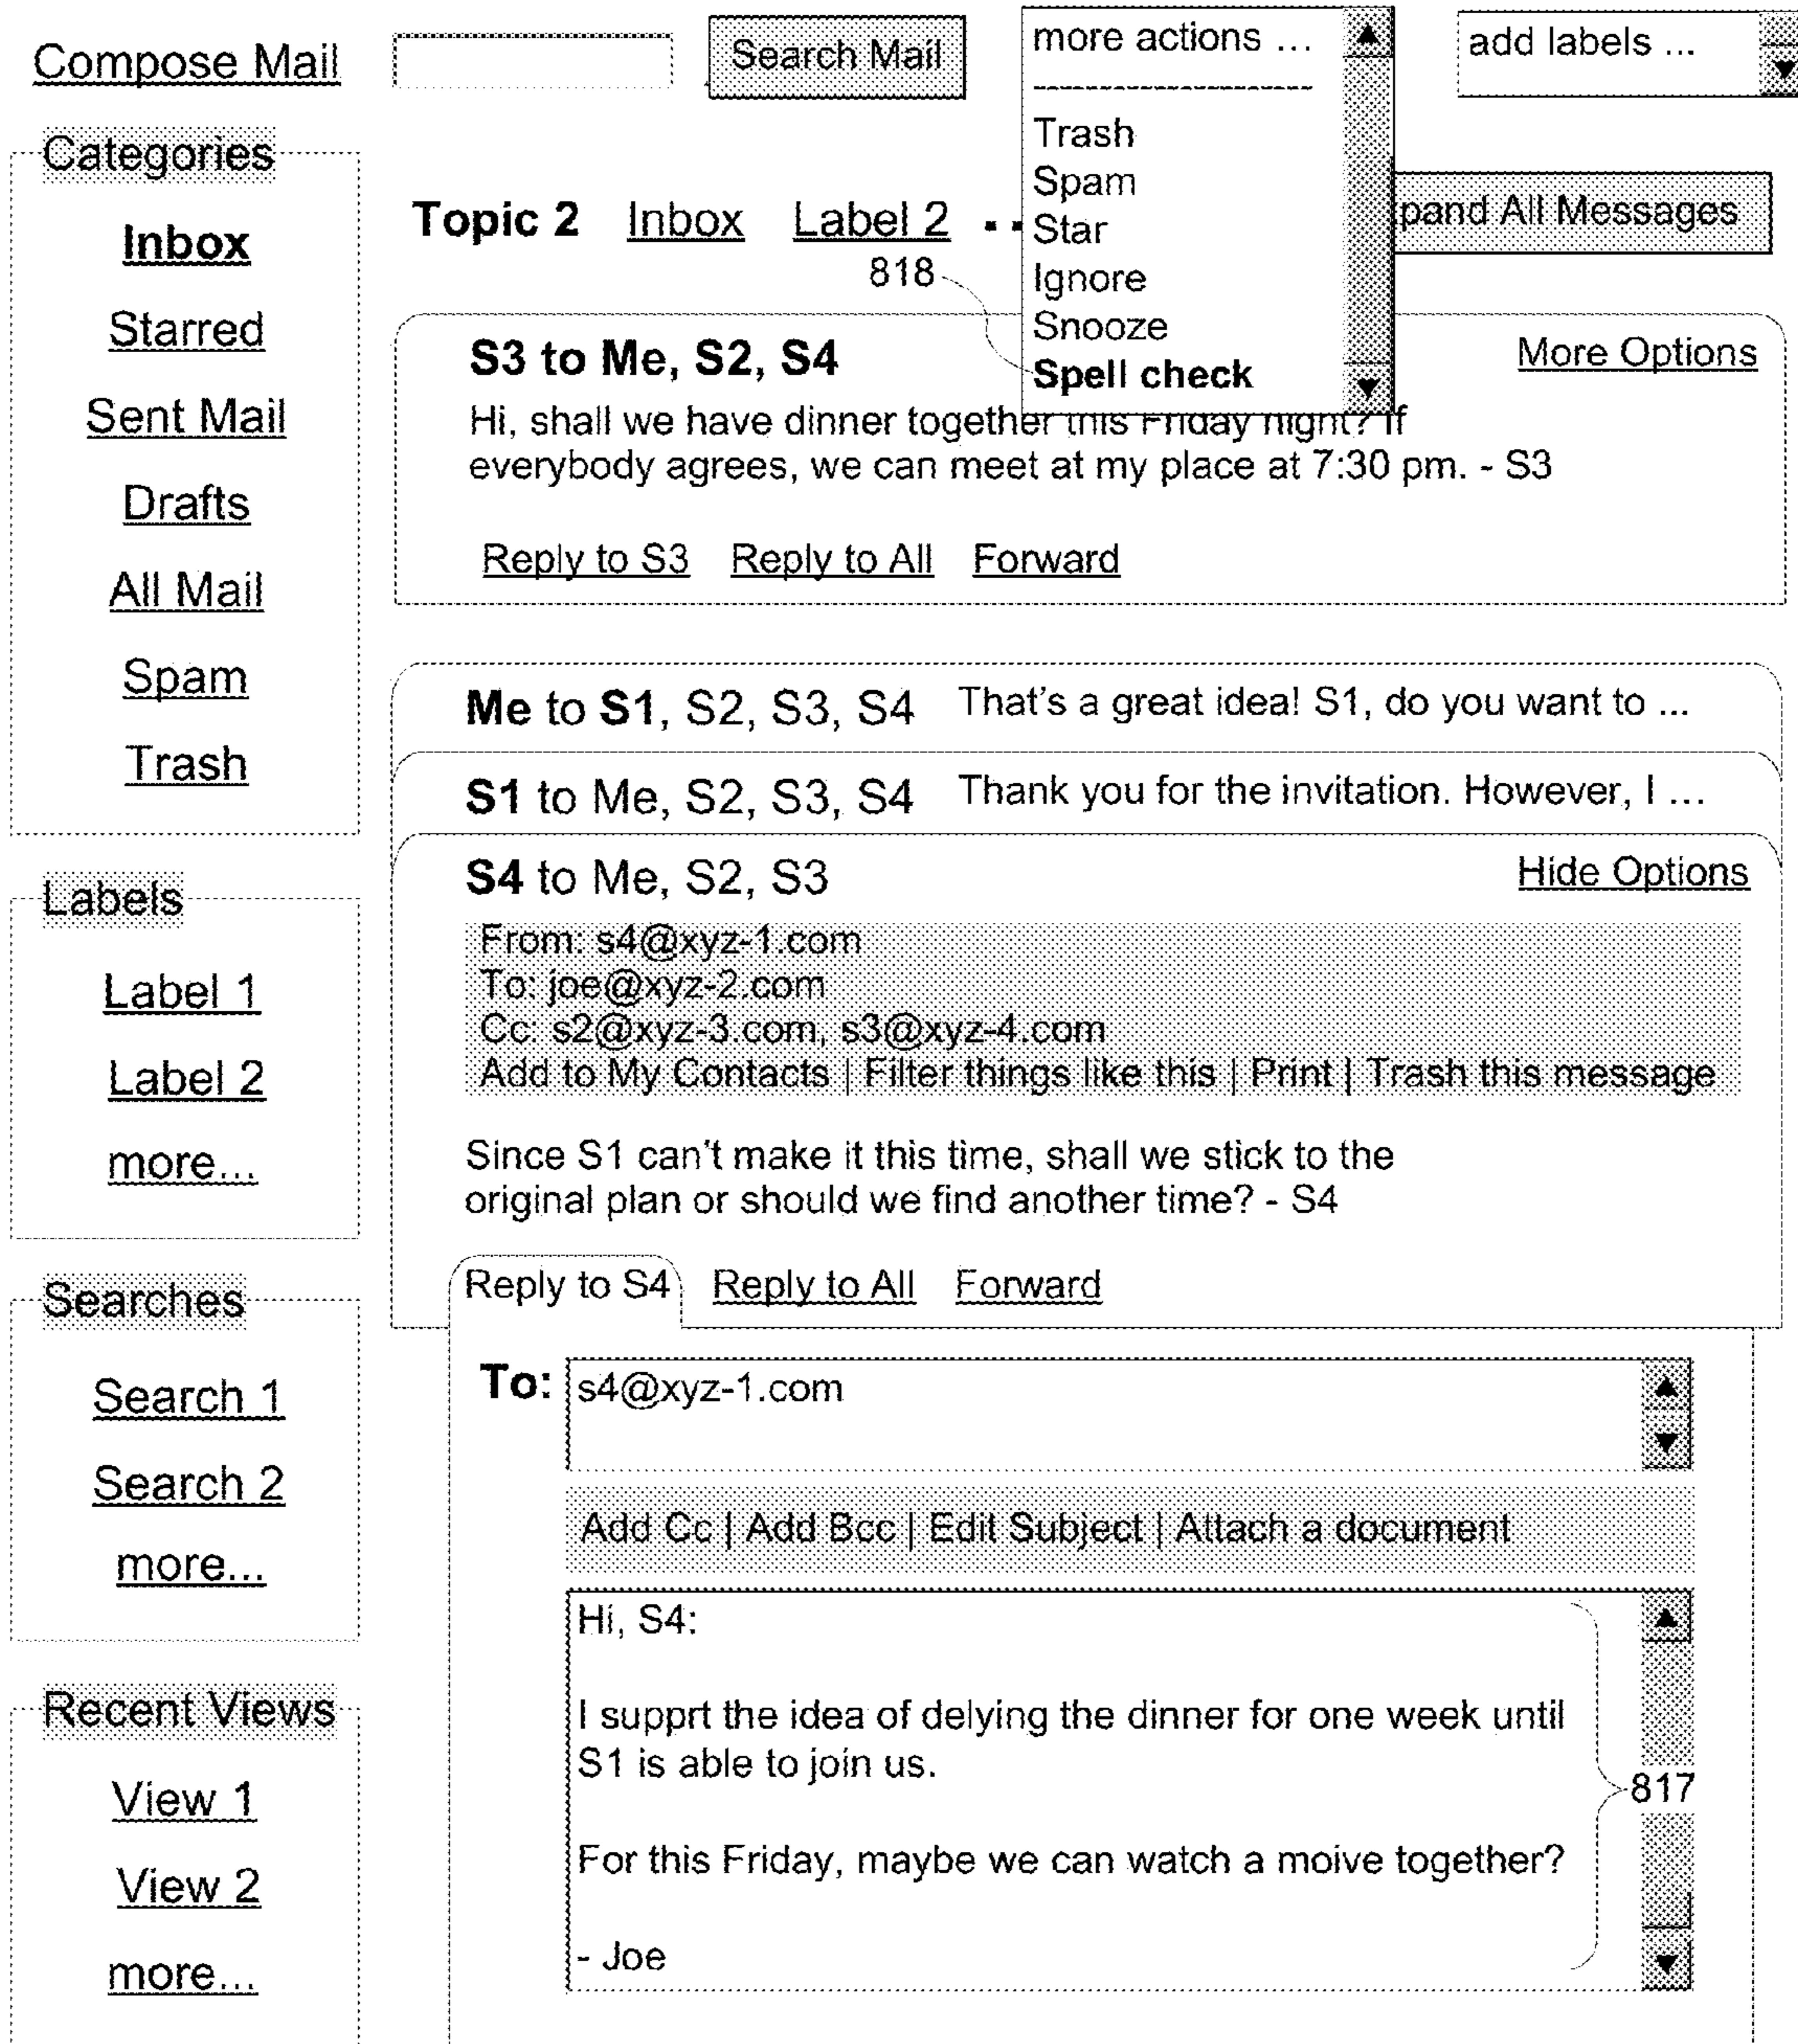 Compose Mail
Search Mail
more actions ...
Trash
Spam
Star
Ignore
Snooze
Spell check
add labels ...
Categories
Inbox
Starred
Sent Mail
Drafts
All Mail
Spam
Trash
Labels
Label 1
Label 2
more...
Searches
Search 1
Search 2
more...
Recent Views
View 1
View 2
more...
Topic 2 Inbox Label 2
pand All Messages
818
S3 to Me, S2, S4 More Options
Hi, shall we have dinner together this Friday night? If
everybody agrees, we can meet at my place at 7:30 pm. - S3
Reply to S3 Reply to All Forward
Me to S1, S2, S3, S4 That's a great idea! S1, do you want to ...
S1 to Me, S2, S3, S4 Thank you for the invitation. However, I ...
S4 to Me, S2, S3 Hide Options
From: s4@xyz-1.com
To: joe@xyz-2.com
Cc: s2@xyz-3.com, s3@xyz-4.com
Add to My Contacts | Filter things like this | Print | Trash this message
Since S1 can't make it this time, shall we stick to the
original plan or should we find another time? - S4
Reply to S4 Reply to All Forward
To: s4@xyz-1.com
Add Cc | Add Bcc | Edit Subject | Attach a document
Hi, S4:
I supprt the idea of delying the dinner for one week until
S1 is able to join us.
817
For this Friday, maybe we can watch a moive together?
- Joe